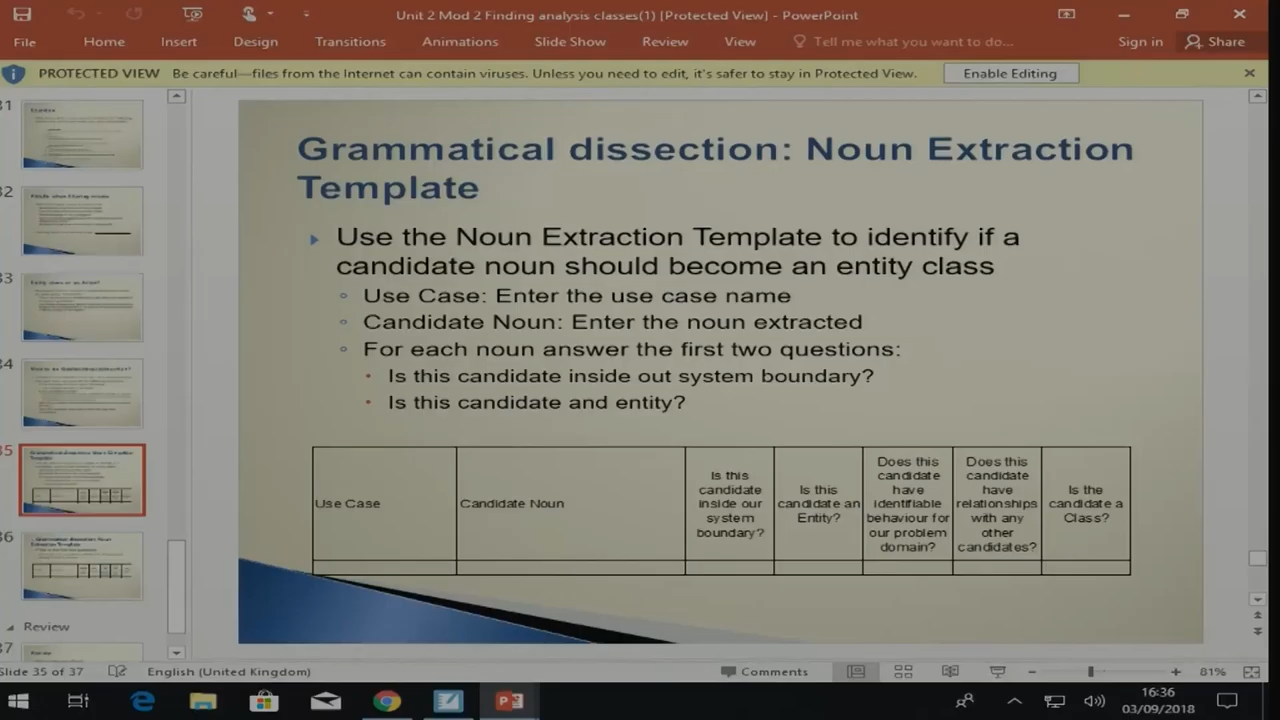 Unit 2 Mod 2 Finding analysis classes(1) [Protected View] - PowerPoint
File Home Insert Design Transitions Animations Slide Show Review View Tell me what you want to do... Sign in Share
PROTECTED VIEW Be careful—files from the Internet can contain viruses. Unless you need to edit, it's safer to stay in Protected View. Enable Editing
Grammatical dissection: Noun Extraction
Template
Use the Noun Extraction Template to identify if a
candidate noun should become an entity class
Use Case: Enter the use case name
Candidate Noun: Enter the noun extracted
For each noun answer the first two questions:
Is this candidate inside out system boundary?
Is this candidate and entity?
Use Case
Candidate Noun
Is this
candidate
inside our
system
boundary?
Is this
candidate an
Entity?
Does this
candidate
have
identifiable
behaviour for
our problem
domain?
Does this
candidate
have
relationships
with any
other
candidates?
Is the
candidate a
Class?
Review
Slide 35 of 37 English (United Kingdom) Comments 81%
16:36
03/09/2018